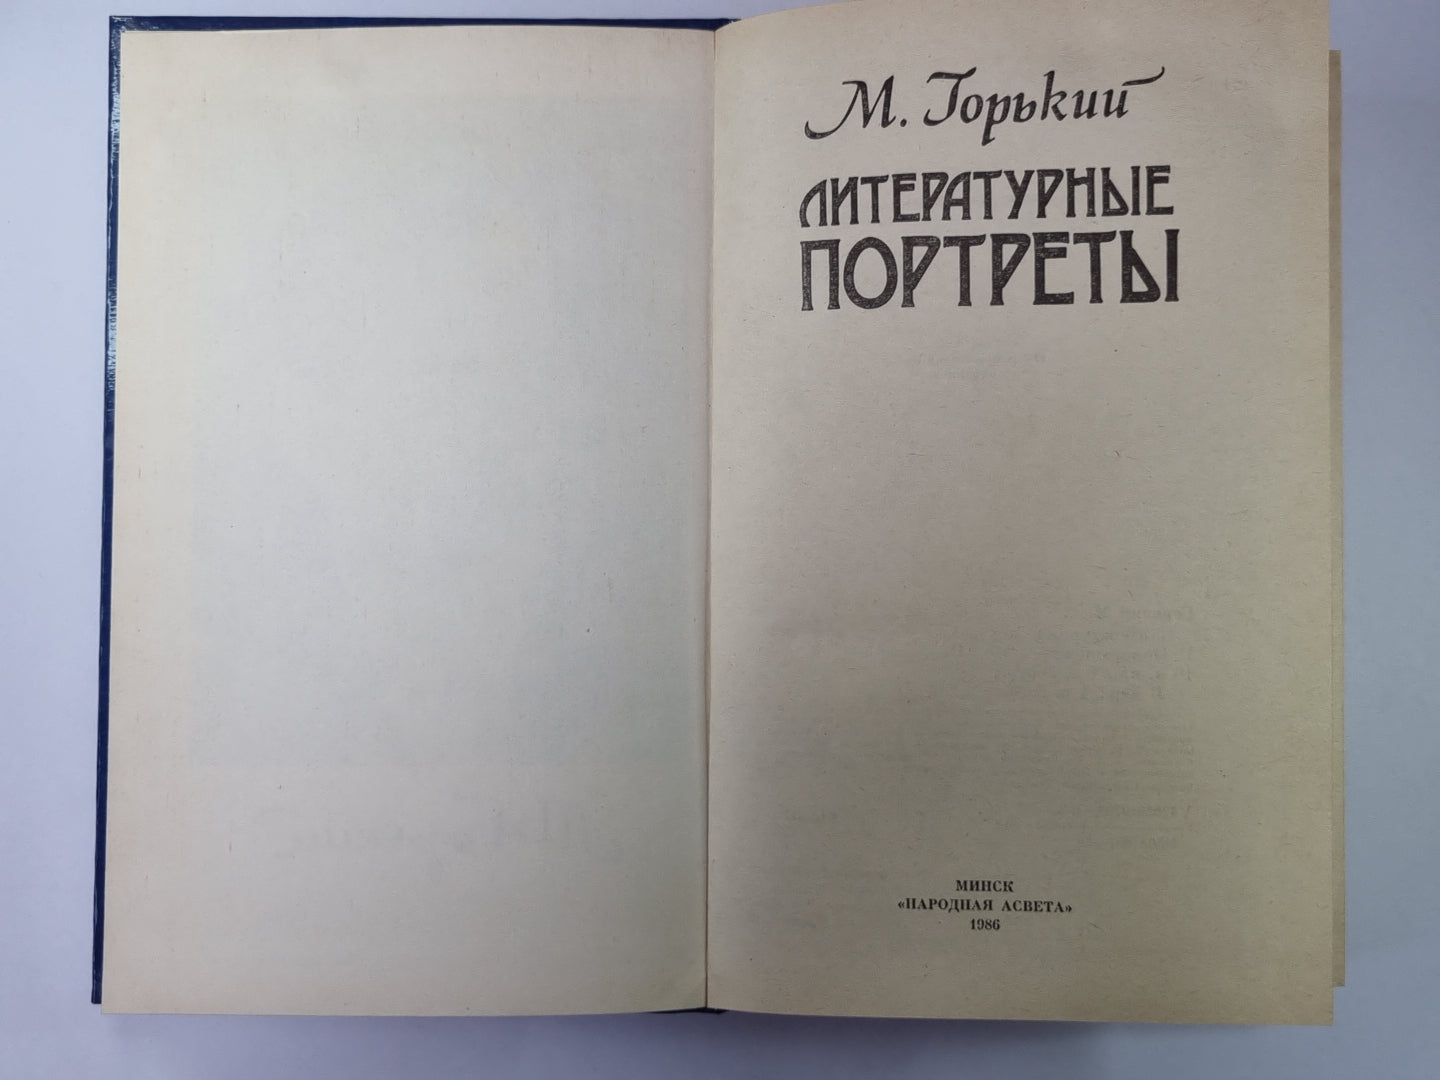 М. Горький
ЛИТЕРАТУРНЫЕ
ПОРТРЕТЫ
МИНСК
«НАРОДНАЯ АСВЕТА»
1986